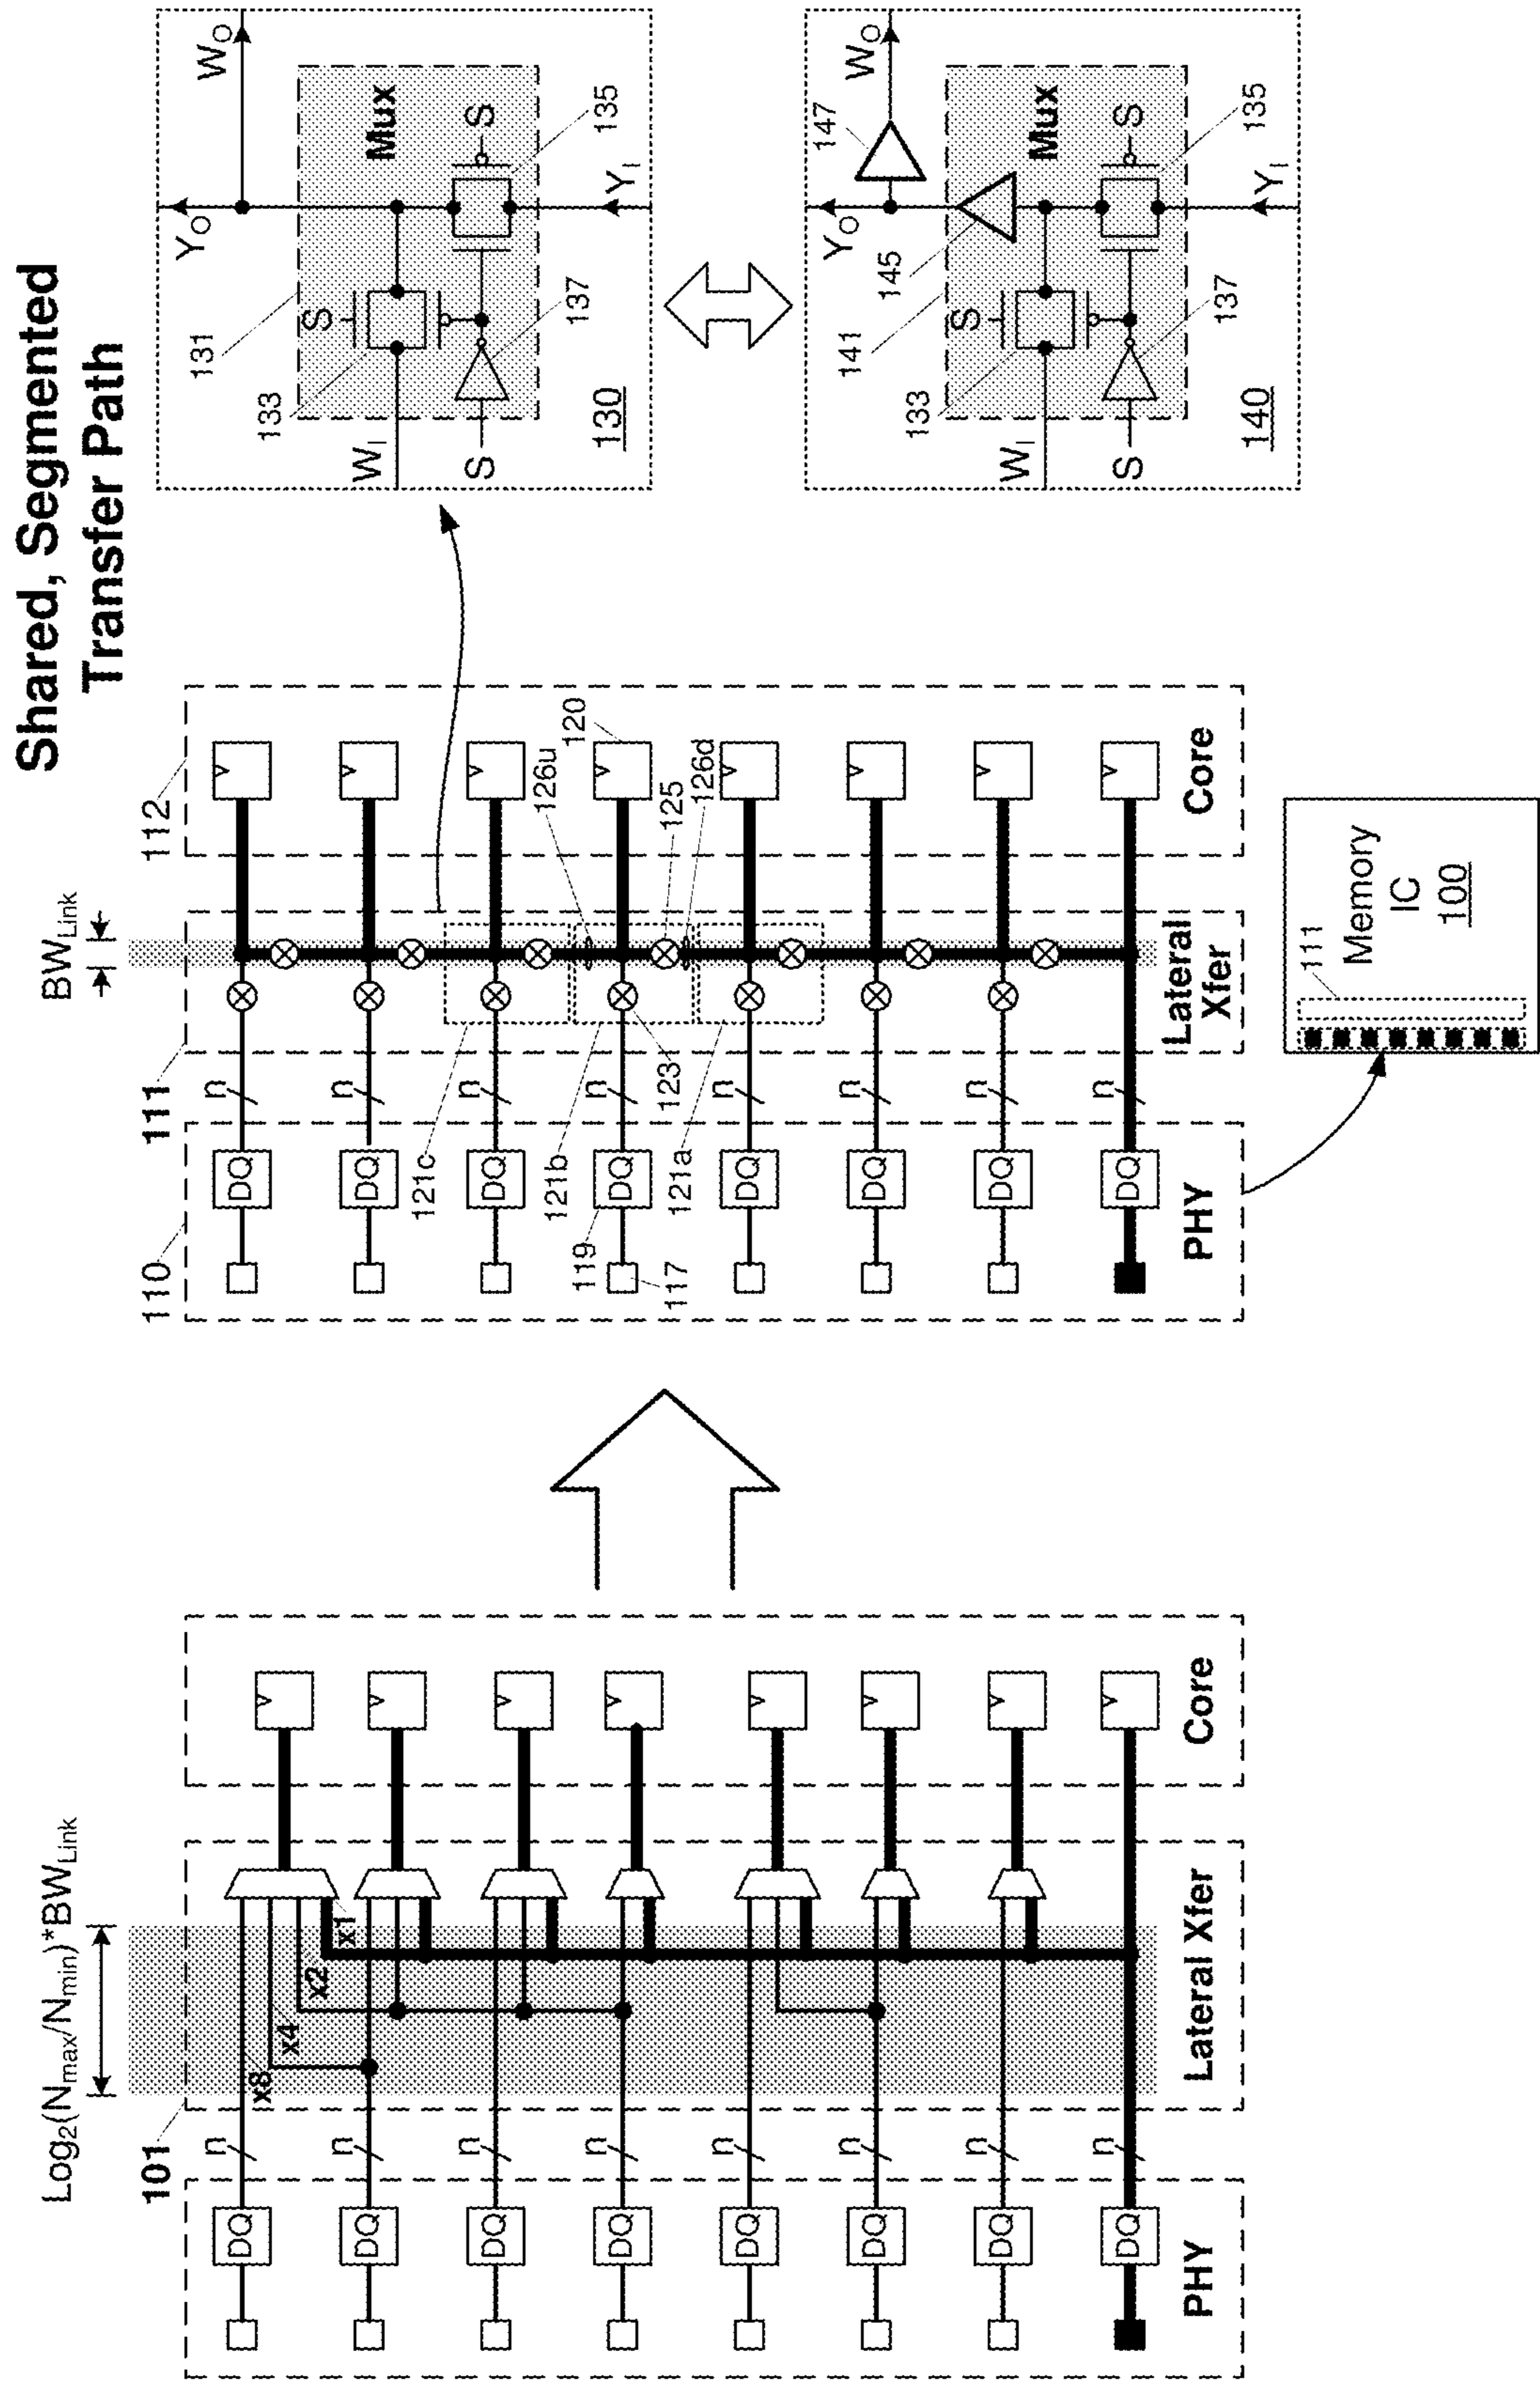 Shared, Segmented
Transfer Path
Log2(Nmax/Nmin)*BWLink
101
n
n
n
n
n
n
n
n
DQ
DQ
DQ
DQ
DQ
DQ
DQ
DQ
x8
x4
x2
x1
V
V
V
V
V
V
V
V
PHY
Lateral Xfer
Core
BWLink
110
111
112
n
n
n
n
n
n
n
n
DQ
DQ
DQ
DQ
DQ
DQ
DQ
DQ
V
V
V
V
V
V
V
V
121c
121b
121a
119
117
123
126u
120
125
126d
PHY
Lateral
Xfer
Core
111
Memory
IC
100
YO
WO
131
S
Mux
133
WI
S
137
S
135
YI
130
147
YO
WO
145
141
S
Mux
133
WI
S
137
S
135
YI
140